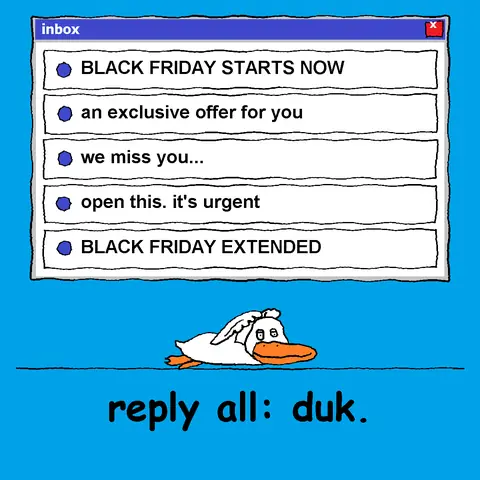 inbox
BLACK FRIDAY STARTS NOW
an exclusive offer for you
we miss you...
open this. it's urgent
BLACK FRIDAY EXTENDED
reply all: duk.